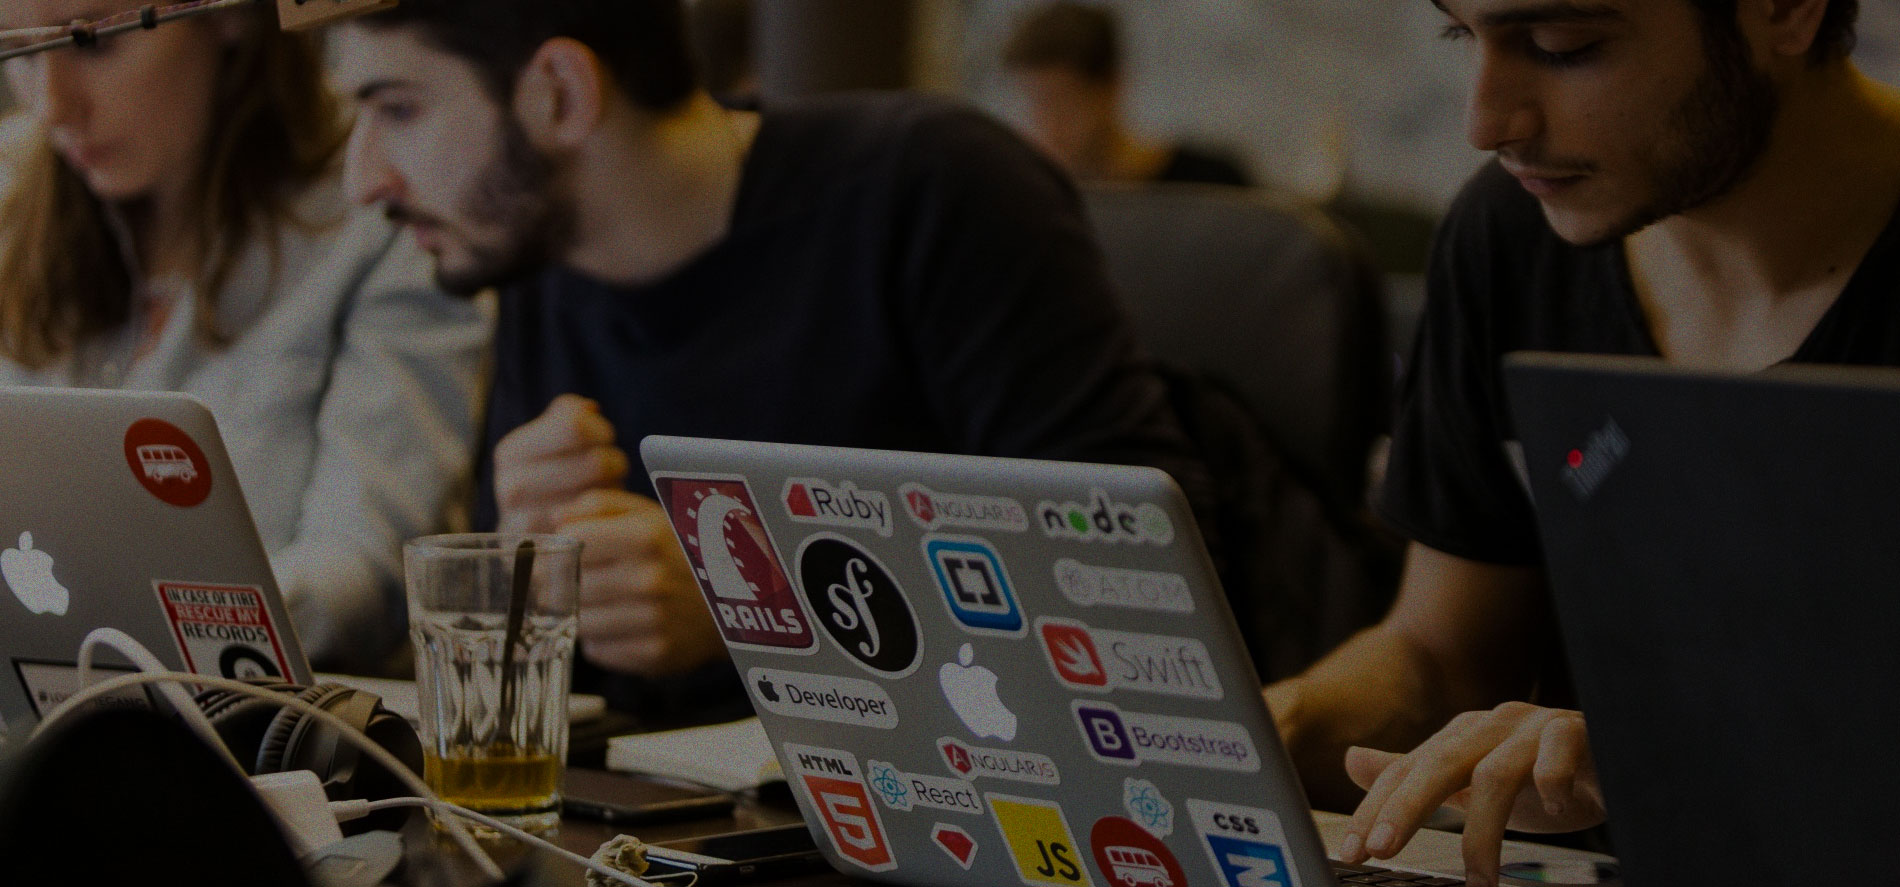 IN CASE OF FIRE
RESCUE MY
RECORDS
RAILS
Ruby
ANGULARJS
node
sf
ATOM
Swift
Developer
Bootstrap
B
ANGULARJS
HTML
5
React
JS
CSS
ThinkPad